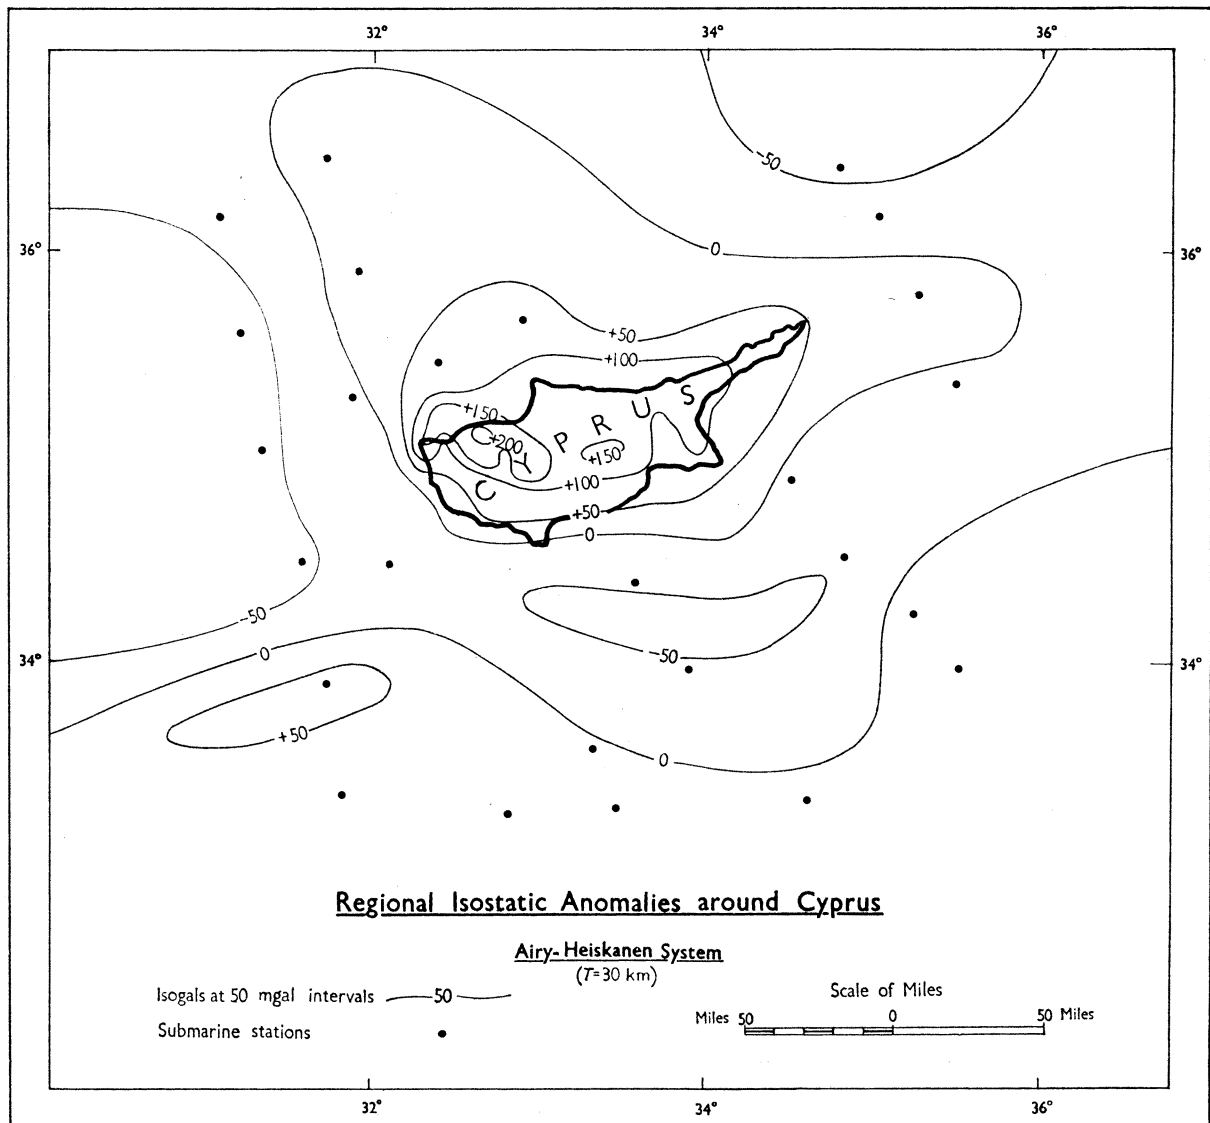 32° 34° 36°
-50
36° 0 36°
+50
+100
+150
+200
CYPRUS
+150
+100
+50
0
-50
34° 0 -50 34°
+50
0
Regional Isostatic Anomalies around Cyprus
Airy-Heiskanen System
(T=30 km)
Isogals at 50 mgal intervals 50
Scale of Miles
Miles 50 0 50 Miles
Submarine stations
32° 34° 36°